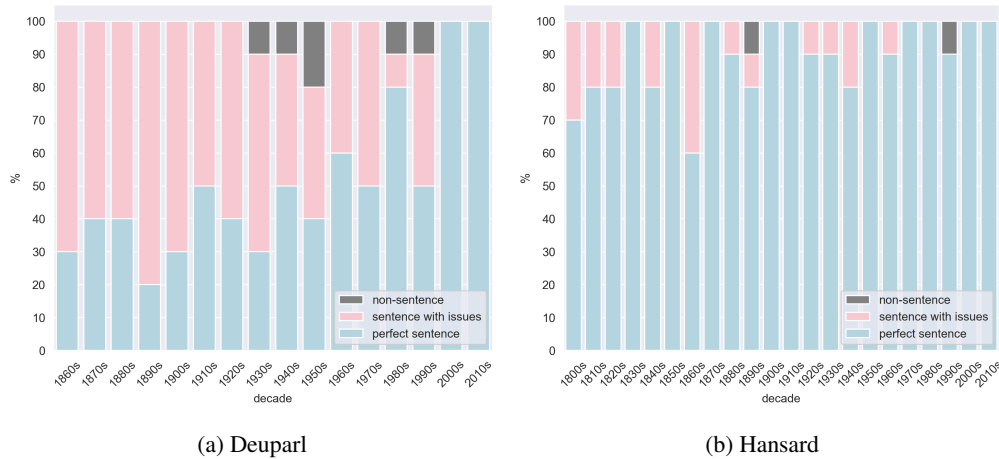 100
90
80
70
60
50
40
30
20
10
0
%
non-sentence
sentence with issues
perfect sentence
1860s 1870s 1880s 1890s 1900s 1910s 1920s 1930s 1940s 1950s 1960s 1970s 1980s 1990s 2000s 2010s
decade
(a) Deuparl
100
90
80
70
60
50
40
30
20
10
0
%
non-sentence
sentence with issues
perfect sentence
1800s 1810s 1820s 1830s 1840s 1850s 1860s 1870s 1880s 1890s 1900s 1910s 1920s 1930s 1940s 1950s 1960s 1970s 1980s 1990s 2000s 2010s
decade
(b) Hansard